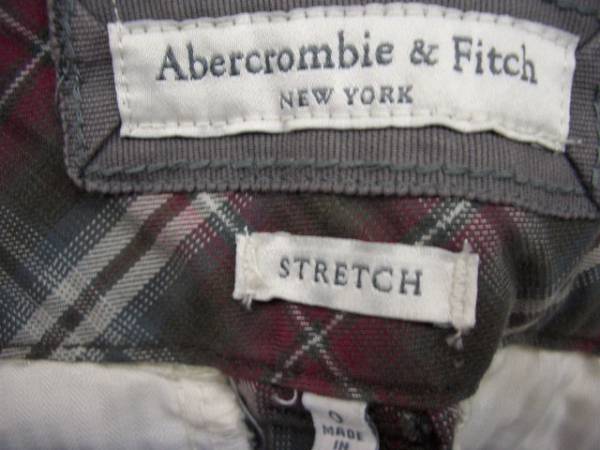 Abercrombie & Fitch
NEW YORK
STRETCH
0
MADE
IN